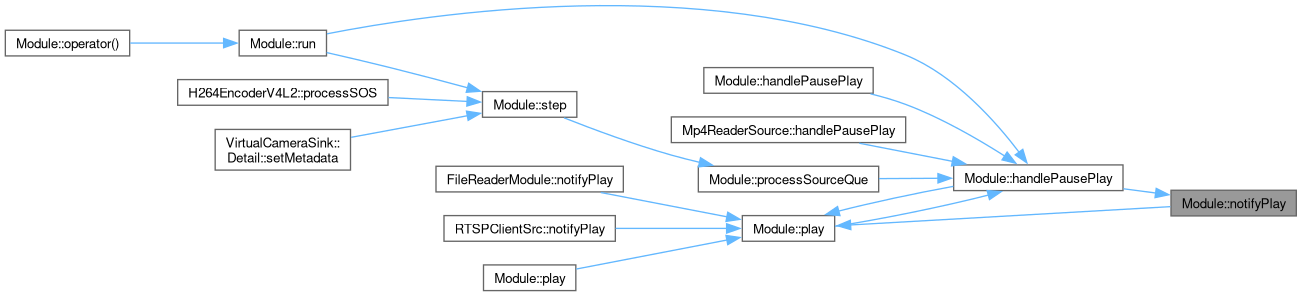 Module::operator()
Module::run
H264EncoderV4L2::processSOS
VirtualCameraSink::
Detail::setMetadata
Module::step
Module::handlePausePlay
Mp4ReaderSource::handlePausePlay
Module::processSourceQue
FileReaderModule::notifyPlay
RTSPClientSrc::notifyPlay
Module::play
Module::play
Module::handlePausePlay
Module::notifyPlay